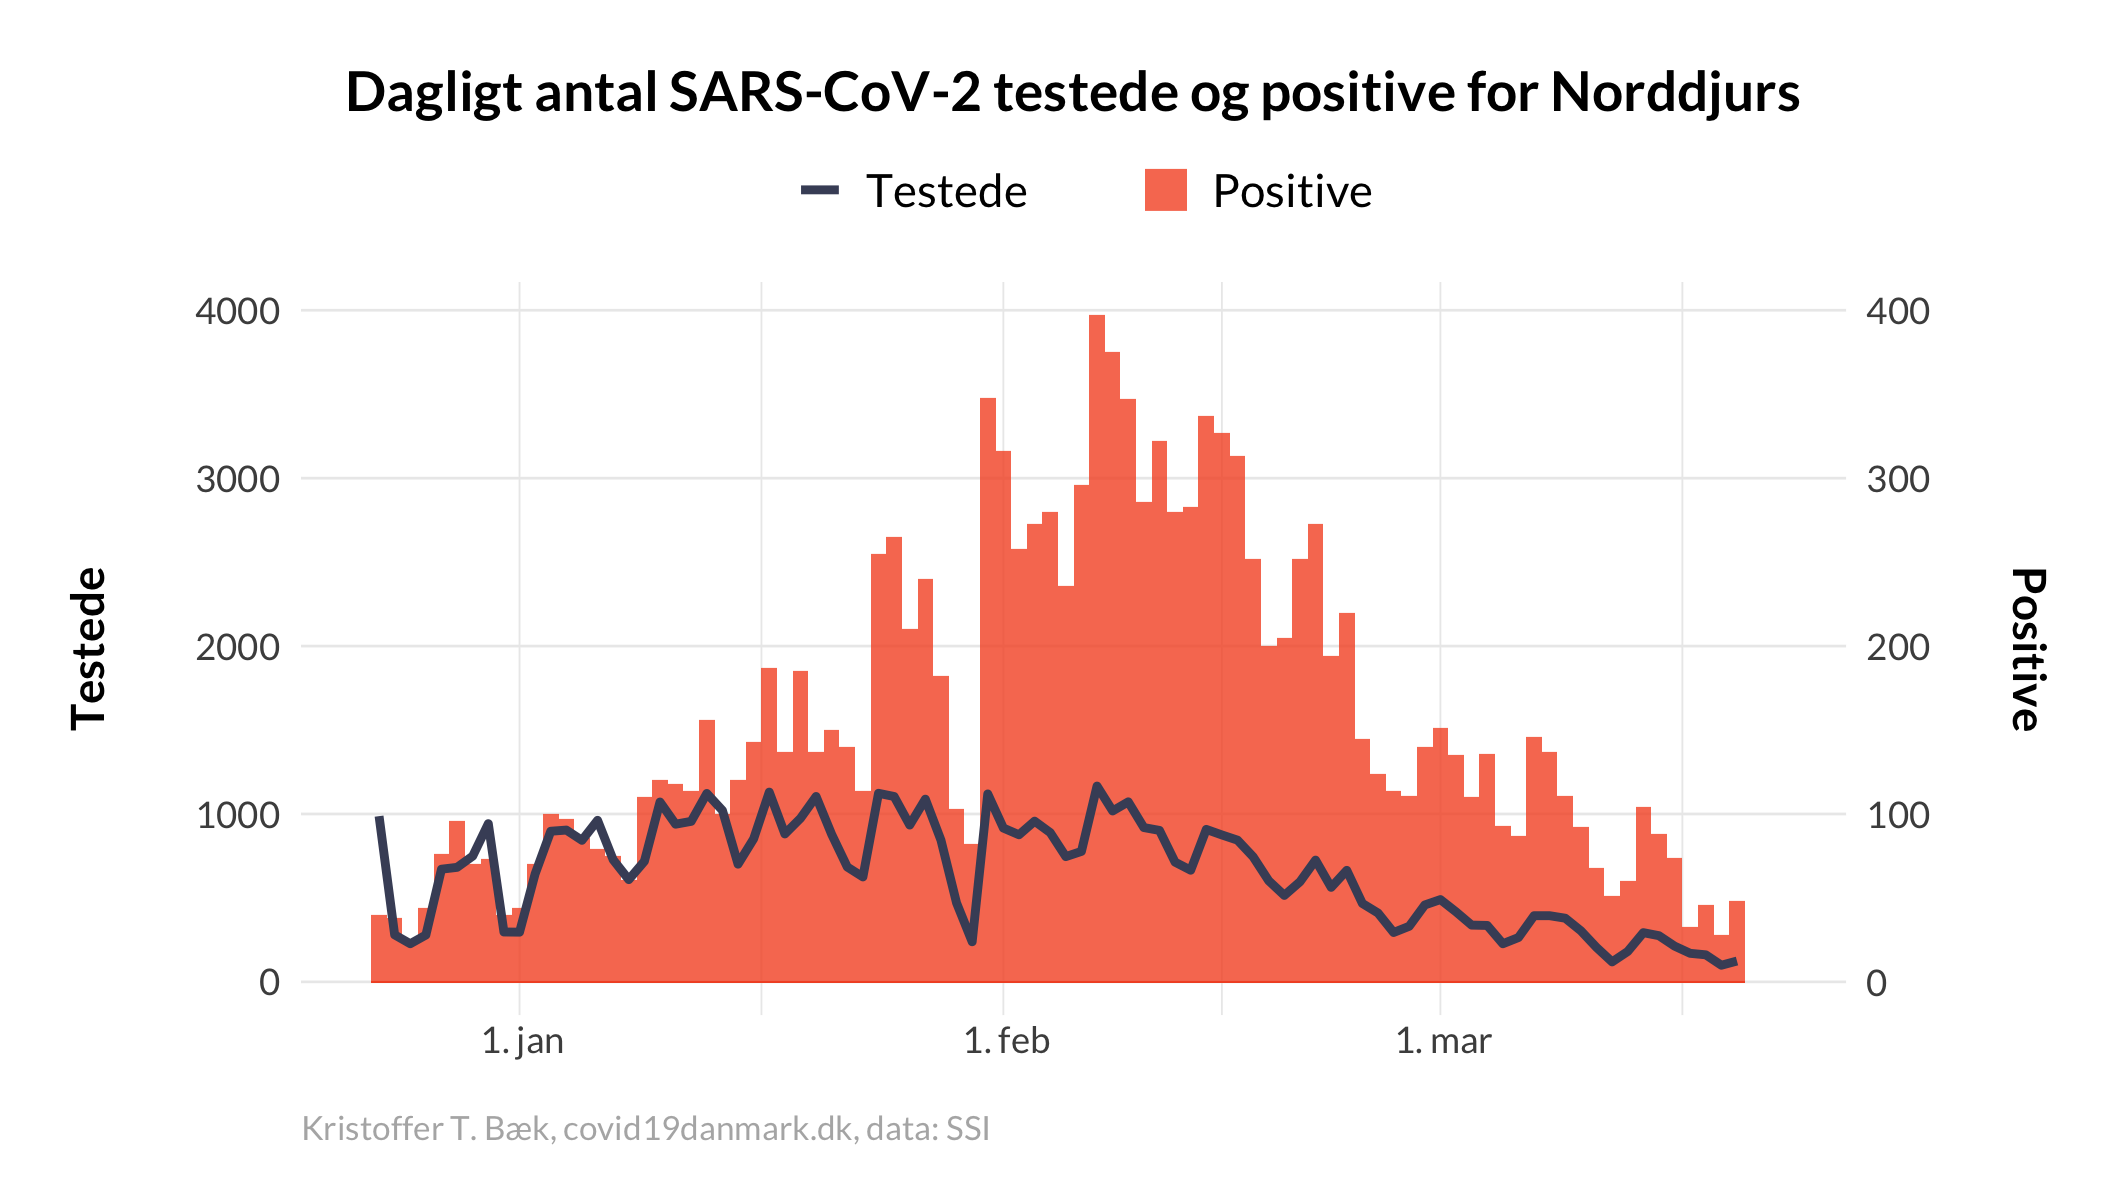 Dagligt antal SARS-CoV-2 testede og positive for Norddjurs
Testede
Positive
4000
3000
2000
1000
0
Testede
400
300
200
100
0
Positive
1. jan
1. feb
1. mar
Kristoffer T. Bæk, covid19danmark.dk, data: SSI